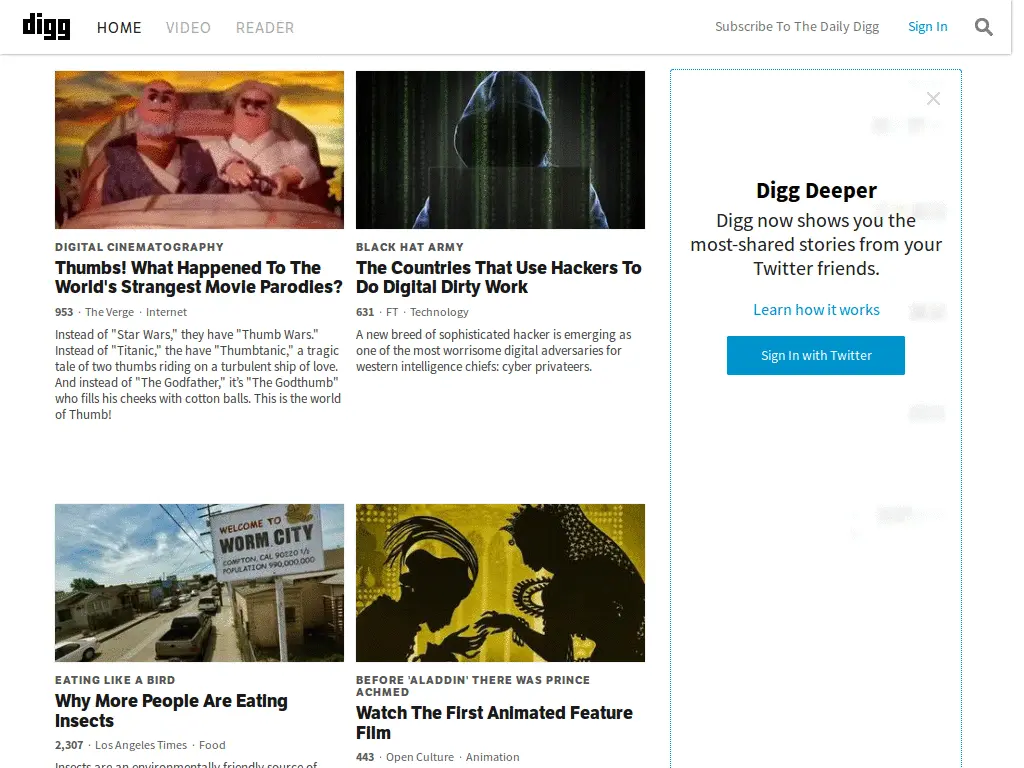 digg HOME VIDEO READER Subscribe To The Daily Digg Sign In
DIGITAL CINEMATOGRAPHY
Thumbs! What Happened To The
World's Strangest Movie Parodies?
953 · The Verge · Internet
Instead of "Star Wars," they have "Thumb Wars."
Instead of "Titanic," the have "Thumbtanic," a tragic
tale of two thumbs riding on a turbulent ship of love.
And instead of "The Godfather," it's "The Godthumb"
who fills his cheeks with cotton balls. This is the world
of Thumb!
BLACK HAT ARMY
The Countries That Use Hackers To
Do Digital Dirty Work
631 · FT · Technology
A new breed of sophisticated hacker is emerging as
one of the most worrisome digital adversaries for
western intelligence chiefs: cyber privateers.
Digg Deeper
Digg now shows you the
most-shared stories from your
Twitter friends.
Learn how it works
Sign In with Twitter
WELCOME TO
WORM CITY
COMPTON, CAL 90220 1/2
POPULATION 990,000,000
EATING LIKE A BIRD
Why More People Are Eating
Insects
2,307 · Los Angeles Times · Food
Insects are an environmentally friendly source of
BEFORE 'ALADDIN' THERE WAS PRINCE
ACHMED
Watch The First Animated Feature
Film
443 · Open Culture · Animation